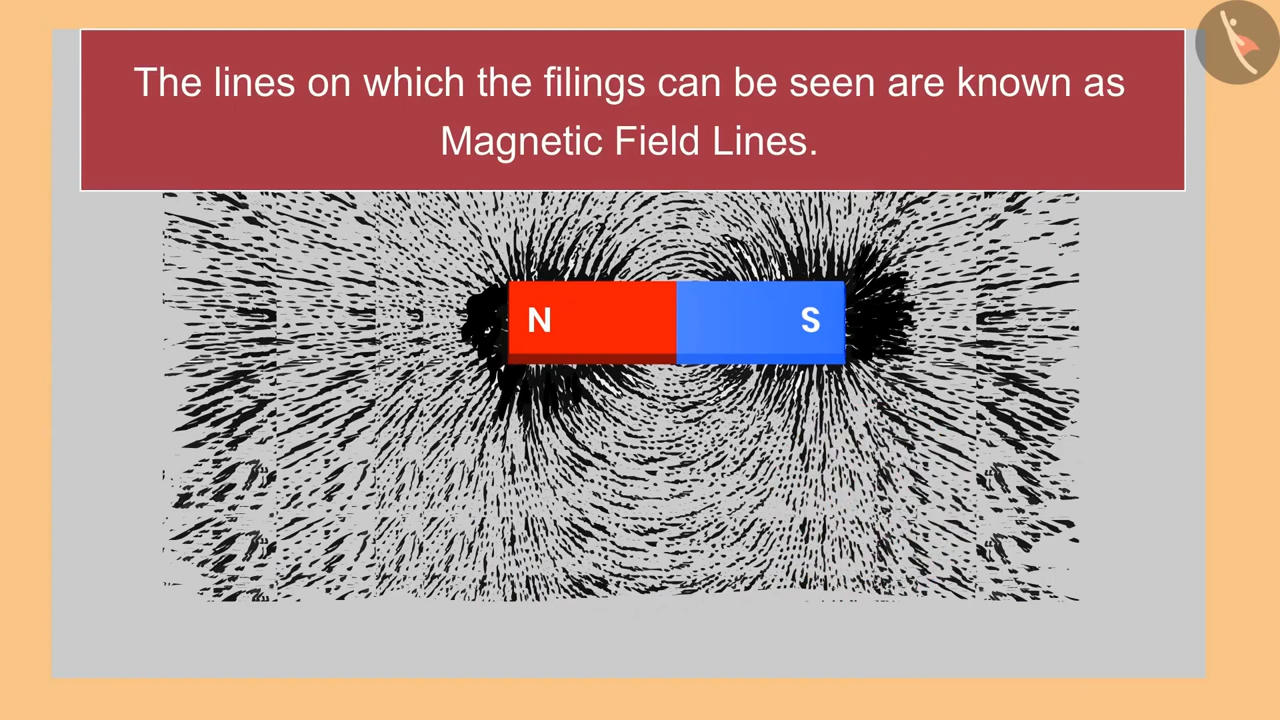 The lines on which the filings can be seen are known as
Magnetic Field Lines.
N S